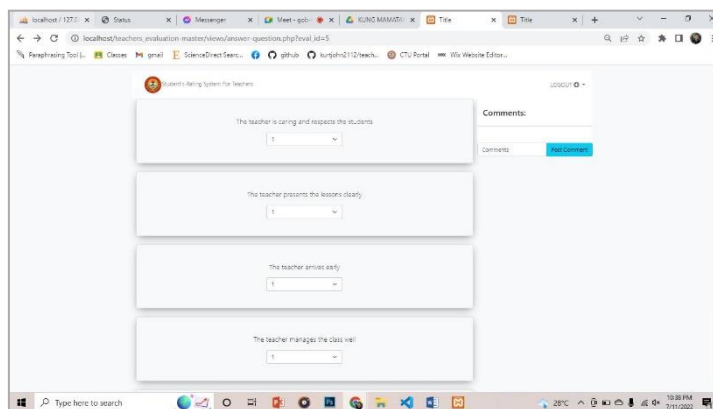 localhost / 127.0
Status
Messenger
Meet - gob
KUNG MAMATAY
Title
Title
localhost/teachers_evaluation-master/views/answer-question.php?eval_id=5
Paraphrasing Tool |...
Classes
gmail
ScienceDirect Searc...
github
kurtjohn2112/teach...
CTU Portal
Wix Website Editor...
Student's Rating System For Teachers
LOGOUT
The teacher is caring and respects the students
1
Comments:
Comments
Post Comment
The teacher presents the lessons clearly
1
The teacher arrives early
1
The teacher manages the class well
1
Type here to search
28°C
10:38 PM
7/11/2022